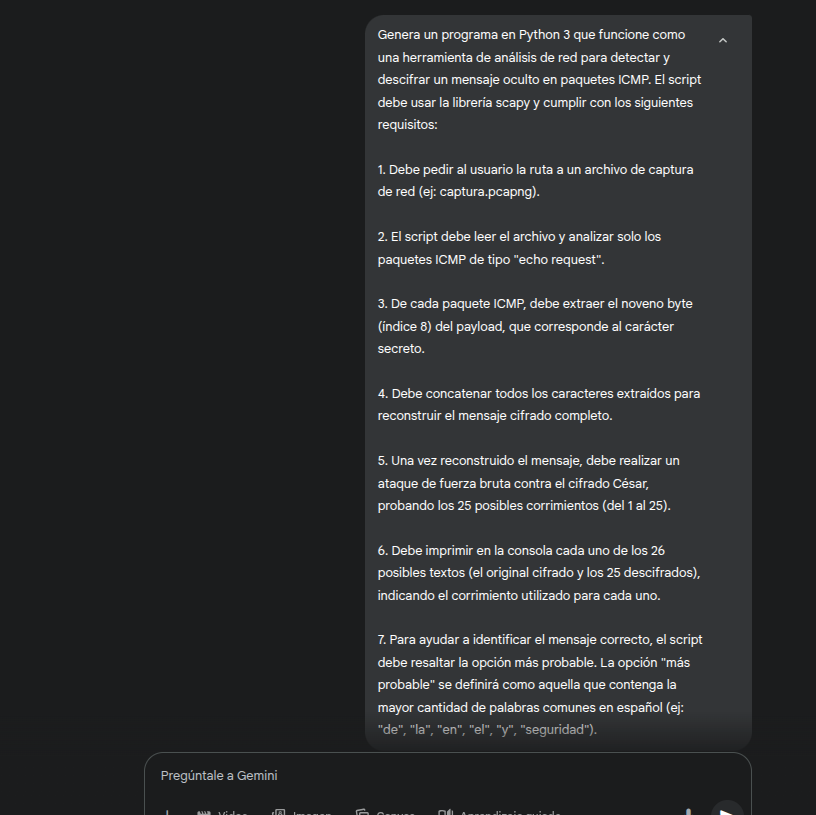 Genera un programa en Python 3 que funcione como
una herramienta de análisis de red para detectar y
descifrar un mensaje oculto en paquetes ICMP. El script
debe usar la librería scapy y cumplir con los siguientes
requisitos:
1. Debe pedir al usuario la ruta a un archivo de captura
de red (ej: captura.pcapng).
2. El script debe leer el archivo y analizar solo los
paquetes ICMP de tipo "echo request".
3. De cada paquete ICMP, debe extraer el noveno byte
(índice 8) del payload, que corresponde al carácter
secreto.
4. Debe concatenar todos los caracteres extraídos para
reconstruir el mensaje cifrado completo.
5. Una vez reconstruido el mensaje, debe realizar un
ataque de fuerza bruta contra el cifrado César,
probando los 25 posibles corrimientos (del 1 al 25).
6. Debe imprimir en la consola cada uno de los 26
posibles textos (el original cifrado y los 25 descifrados),
indicando el corrimiento utilizado para cada uno.
7. Para ayudar a identificar el mensaje correcto, el script
debe resaltar la opción más probable. La opción "más
probable" se definirá como aquella que contenga la
mayor cantidad de palabras comunes en español (ej:
"de", "la", "en", "el", "y", "seguridad").
Pregúntale a Gemini